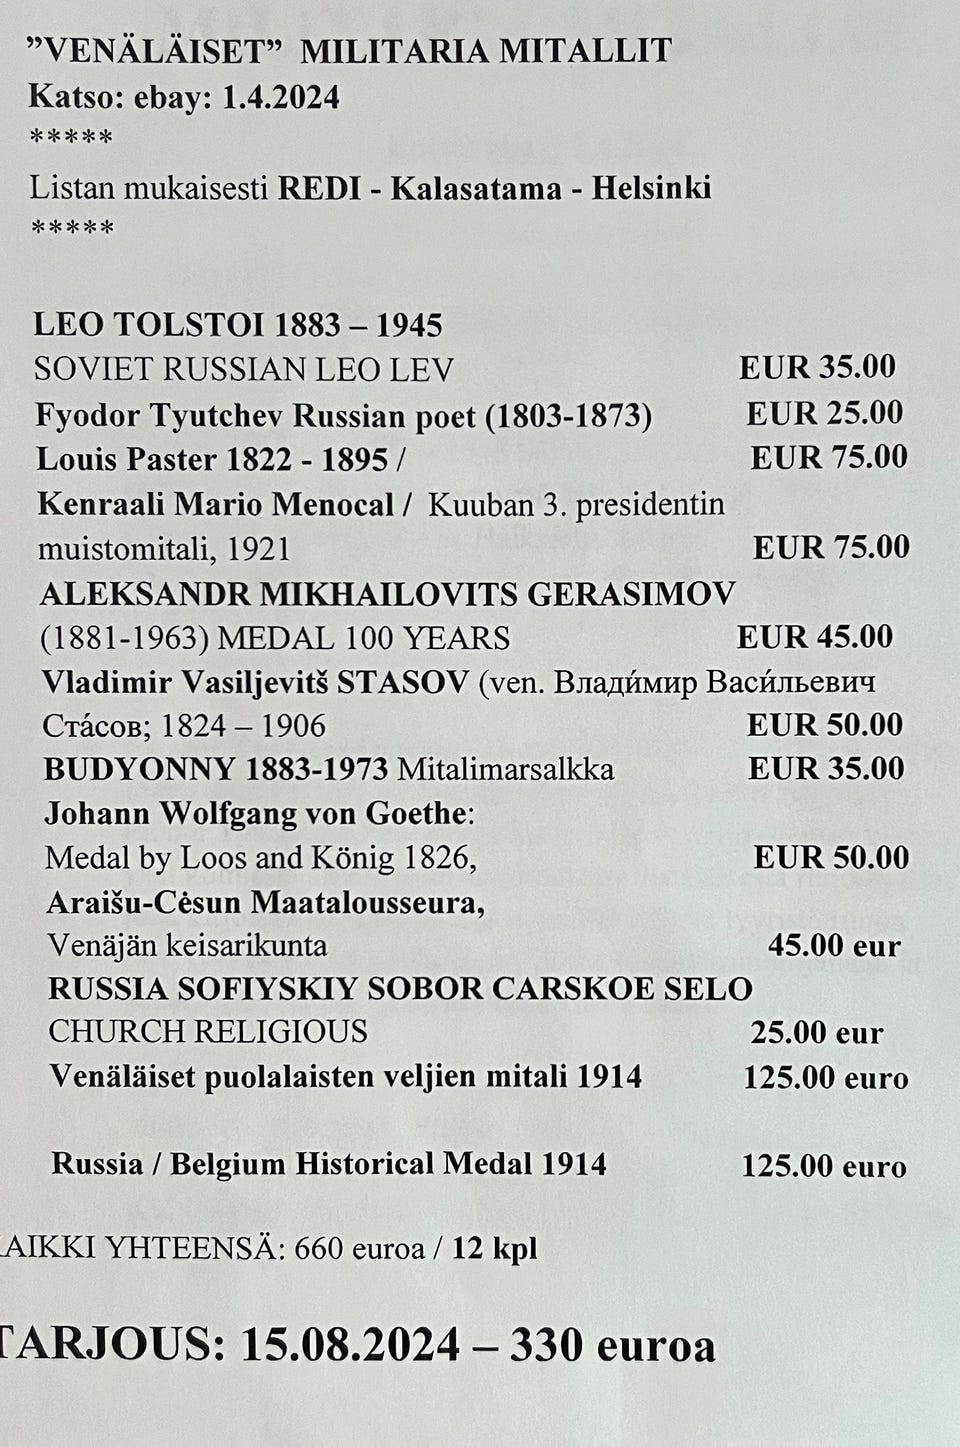 ”VENÄLÄISET” MILITARIA MITALLIT
Katso: ebay: 1.4.2024
*****
Listan mukaisesti REDI - Kalasatama - Helsinki
*****
LEO TOLSTOI 1883 – 1945
SOVIET RUSSIAN LEO LEV EUR 35.00
Fyodor Tyutchev Russian poet (1803-1873) EUR 25.00
Louis Paster 1822 - 1895 / EUR 75.00
Kenraali Mario Menocal / Kuuban 3. presidentin
muistomitali, 1921 EUR 75.00
ALEKSANDR MIKHAILOVITS GERASIMOV
(1881-1963) MEDAL 100 YEARS EUR 45.00
Vladimir Vasiljevitš STASOV (ven. Влади́мир Васи́льевич
Ста́сов; 1824 – 1906 EUR 50.00
BUDYONNY 1883-1973 Mitalimarsalkka EUR 35.00
Johann Wolfgang von Goethe:
Medal by Loos and König 1826, EUR 50.00
Araišu-Cėsun Maatalousseura,
Venäjän keisarikunta 45.00 eur
RUSSIA SOFIYSKIY SOBOR CARSKOE SELO
CHURCH RELIGIOUS 25.00 eur
Venäläiset puolalaisten veljien mitali 1914 125.00 euro
Russia / Belgium Historical Medal 1914 125.00 euro
KAIKKI YHTEENSÄ: 660 euroa / 12 kpl
TARJOUS: 15.08.2024 – 330 euroa